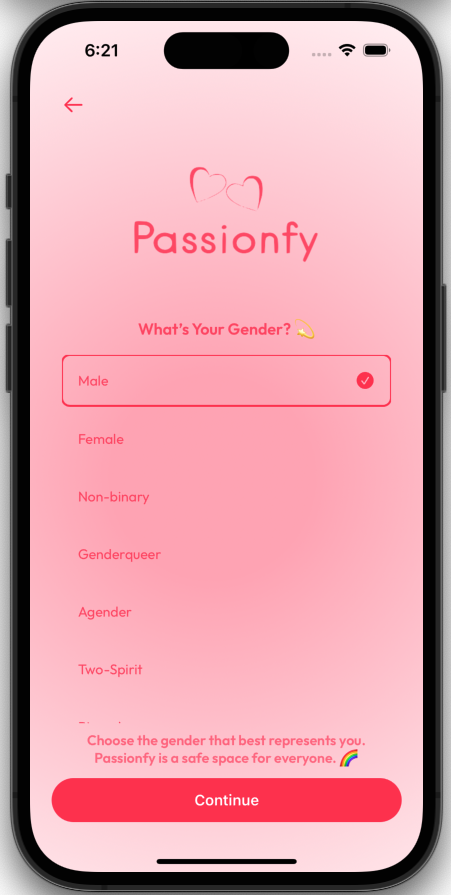 6:21
Passionfy
What's Your Gender? 💫
Male
Female
Non-binary
Genderqueer
Agender
Two-Spirit
Choose the gender that best represents you.
Passionfy is a safe space for everyone. 🌈
Continue